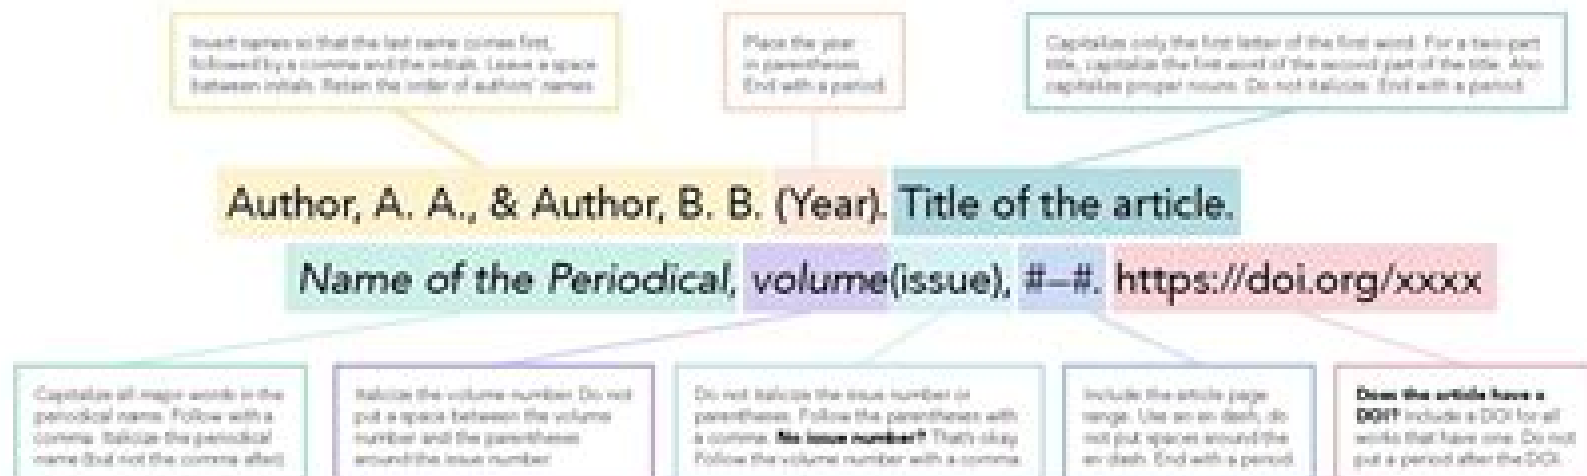 Invert names so that the last name comes first,
followed by a comma and the initials. Leave a space
between initials. Retain the order of authors' names.
Place the year
in parentheses.
End with a period.
Capitalize only the first letter of the first word. For a two-part
title, capitalize the first word of the second part of the title. Also
capitalize proper nouns. Do not italicize. End with a period.
Author, A. A., & Author, B. B. (Year). Title of the article.
Name of the Periodical, volume(issue), #–#. https://doi.org/xxxx
Capitalize all major words in the
periodical name. Follow with a
comma. Italicize the periodical
name (but not the comma after).
Italicize the volume number. Do not
put a space between the volume
number and the parentheses
around the issue number.
Do not italicize the issue number or
parentheses. Follow the parentheses with
a comma. No issue number? That's okay.
Follow the volume number with a comma.
Include the article page
range. Use an en dash; do
not put spaces around the
en dash. End with a period.
Does the article have a
DOI? Include a DOI for all
works that have one. Do not
put a period after the DOI.